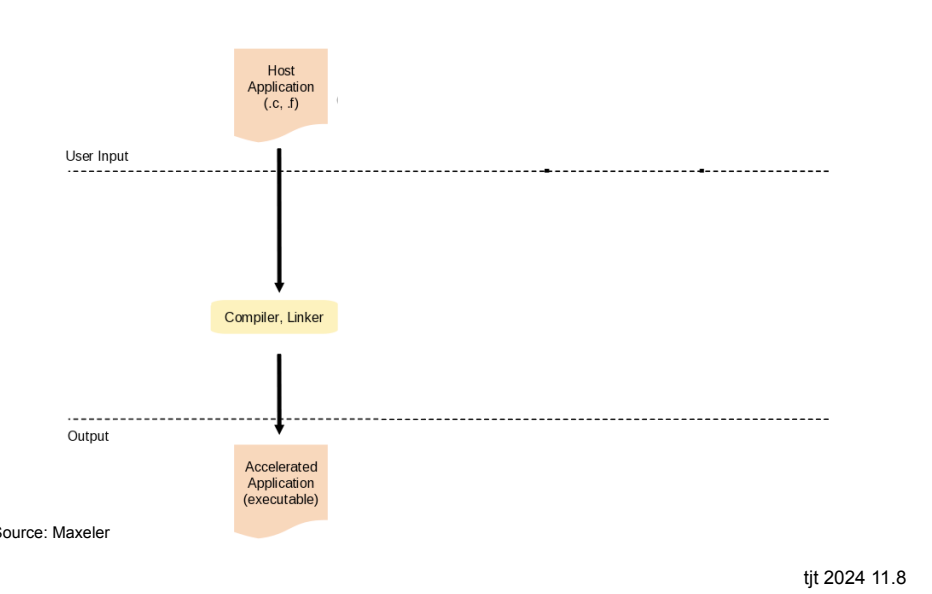 Host
Application
(.c, .f)
User Input
Compiler, Linker
Output
Accelerated
Application
(executable)
Source: Maxeler
tjt 2024 11.8